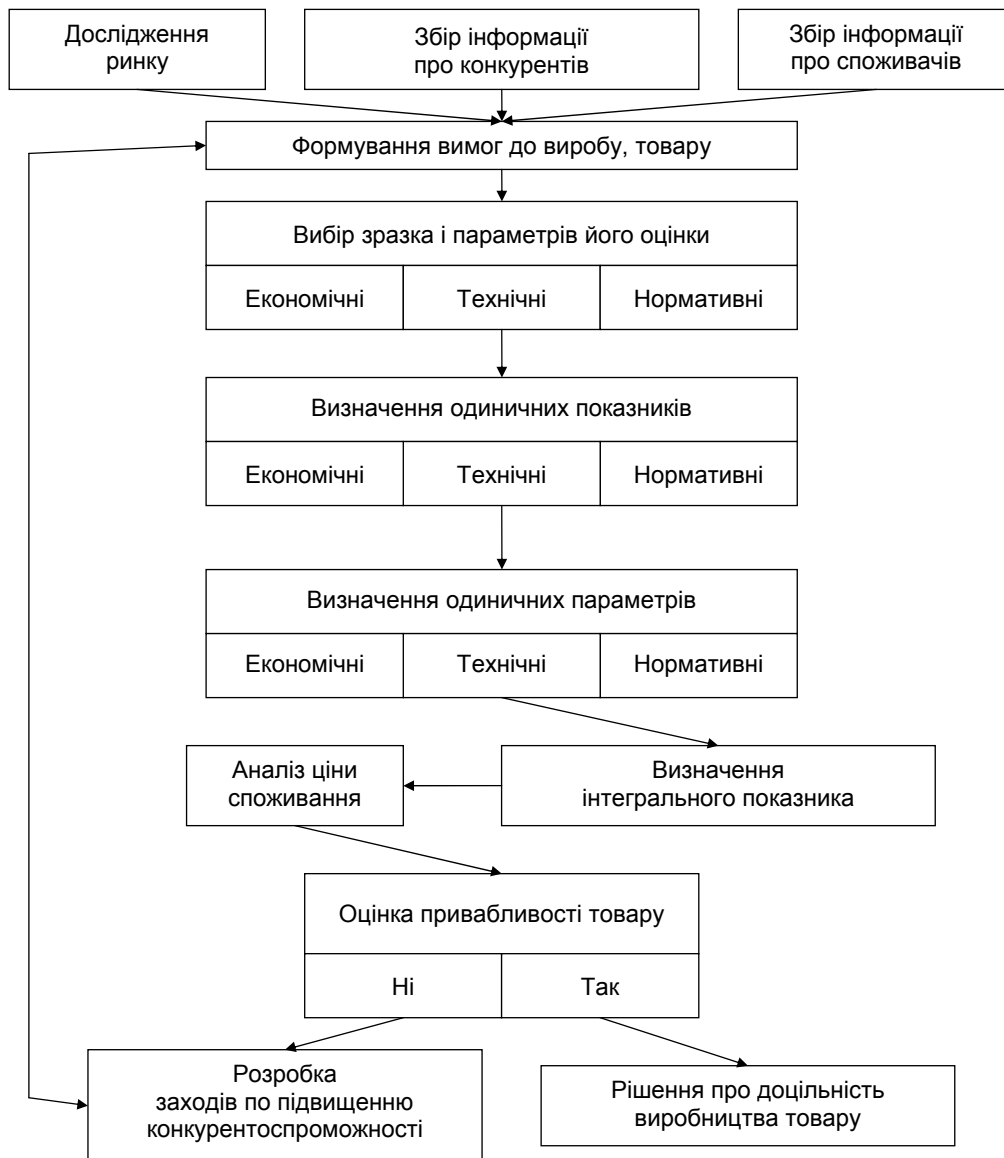 Дослідження
ринку
Збір інформації
про конкурентів
Збір інформації
про споживачів
Формування вимог до виробу, товару
Вибір зразка і параметрів його оцінки
Економічні
Технічні
Нормативні
Визначення одиничних показників
Економічні
Технічні
Нормативні
Визначення одиничних параметрів
Економічні
Технічні
Нормативні
Аналіз ціни
споживання
Визначення
інтегрального показника
Оцінка привабливості товару
Ні
Так
Розробка
заходів по підвищенню
конкурентоспроможності
Рішення про доцільність
виробництва товару